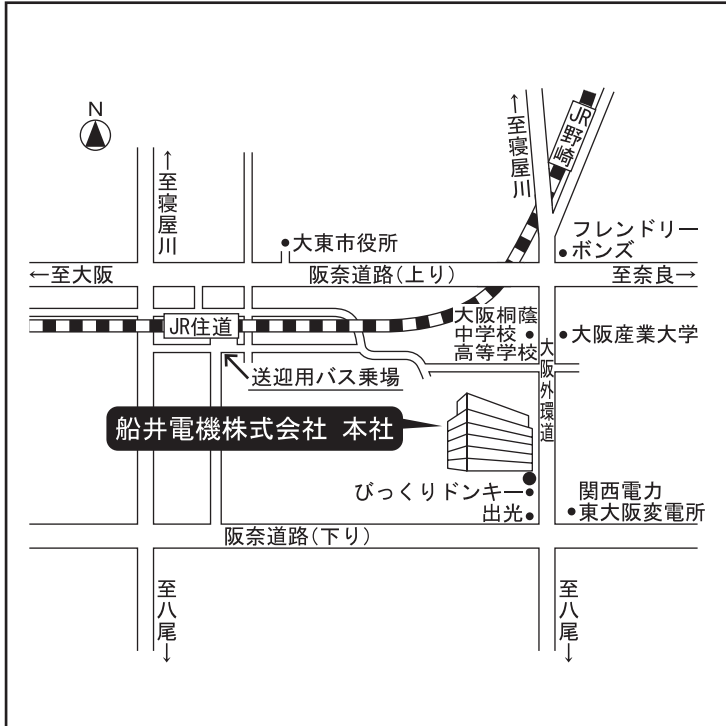 N
↑至寝屋川
↑至寝屋川
JR野崎
フレンドリー
ボンズ
大東市役所
←至大阪
阪奈道路(上り)
至奈良→
JR住道
大阪桐蔭
中学校
高等学校
大阪産業大学
大阪外環道
送迎用バス乗場
船井電機株式会社 本社
びっくりドンキー
出光
関西電力
東大阪変電所
阪奈道路(下り)
至八尾↓
至八尾↓